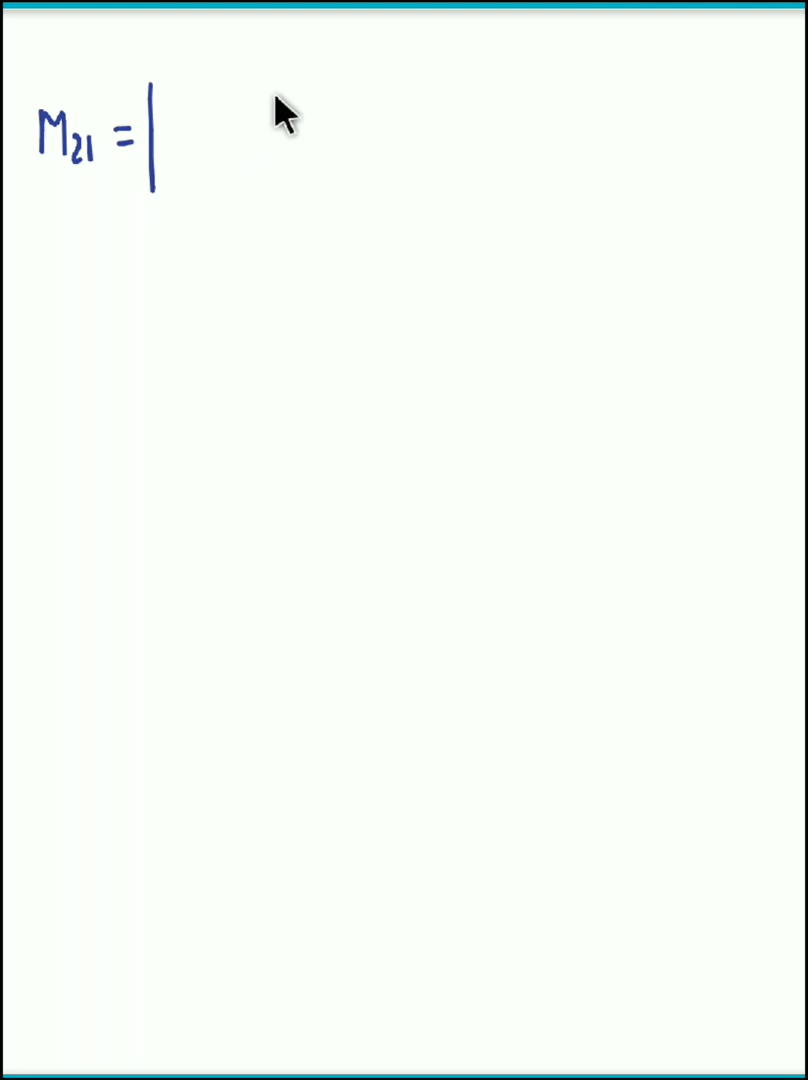 M₂₁ = |